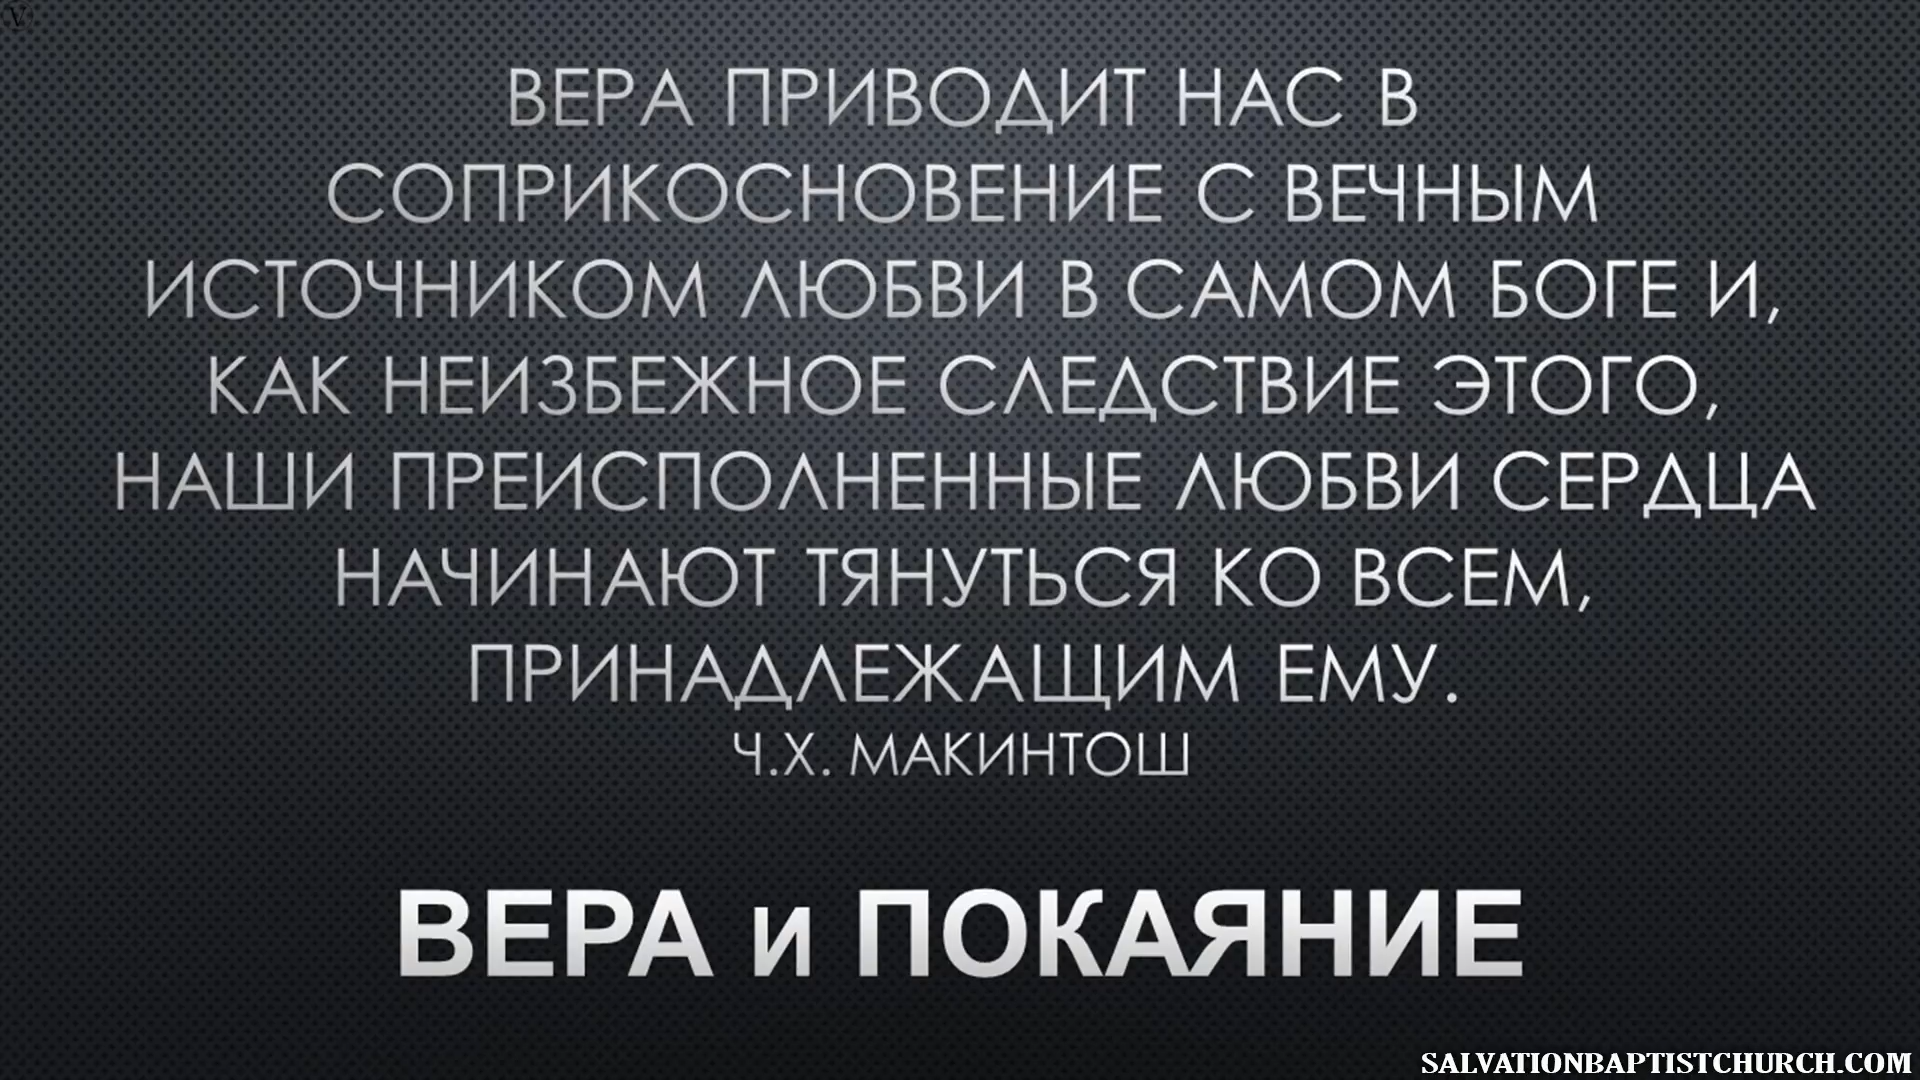 V
ВЕРА ПРИВОДИТ НАС В
СОПРИКОСНОВЕНИЕ С ВЕЧНЫМ
ИСТОЧНИКОМ ЛЮБВИ В САМОМ БОГЕ И,
КАК НЕИЗБЕЖНОЕ СЛЕДСТВИЕ ЭТОГО,
НАШИ ПРЕИСПОЛНЕННЫЕ ЛЮБВИ СЕРДЦА
НАЧИНАЮТ ТЯНУТЬСЯ КО ВСЕМ,
ПРИНАДЛЕЖАЩИМ ЕМУ.
Ч.Х. МАКИНТОШ
ВЕРА и ПОКАЯНИЕ
SALVATIONBAPTISTCHURCH.COM